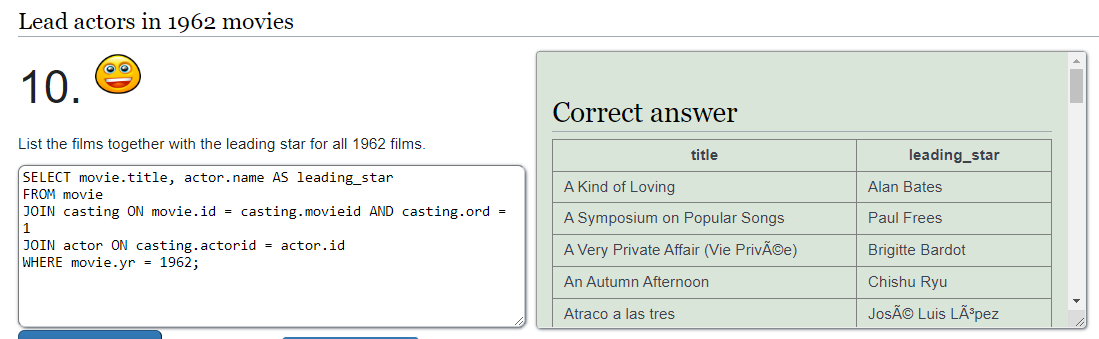 Lead actors in 1962 movies
10.
List the films together with the leading star for all 1962 films.
SELECT movie.title, actor.name AS leading_star
FROM movie
JOIN casting ON movie.id = casting.movieid AND casting.ord =
1
JOIN actor ON casting.actorid = actor.id
WHERE movie.yr = 1962;
Correct answer
title leading_star
A Kind of Loving Alan Bates
A Symposium on Popular Songs Paul Frees
A Very Private Affair (Vie PrivÃ©e) Brigitte Bardot
An Autumn Afternoon Chishu Ryu
Atraco a las tres JosÃ© Luis LÃ³pez